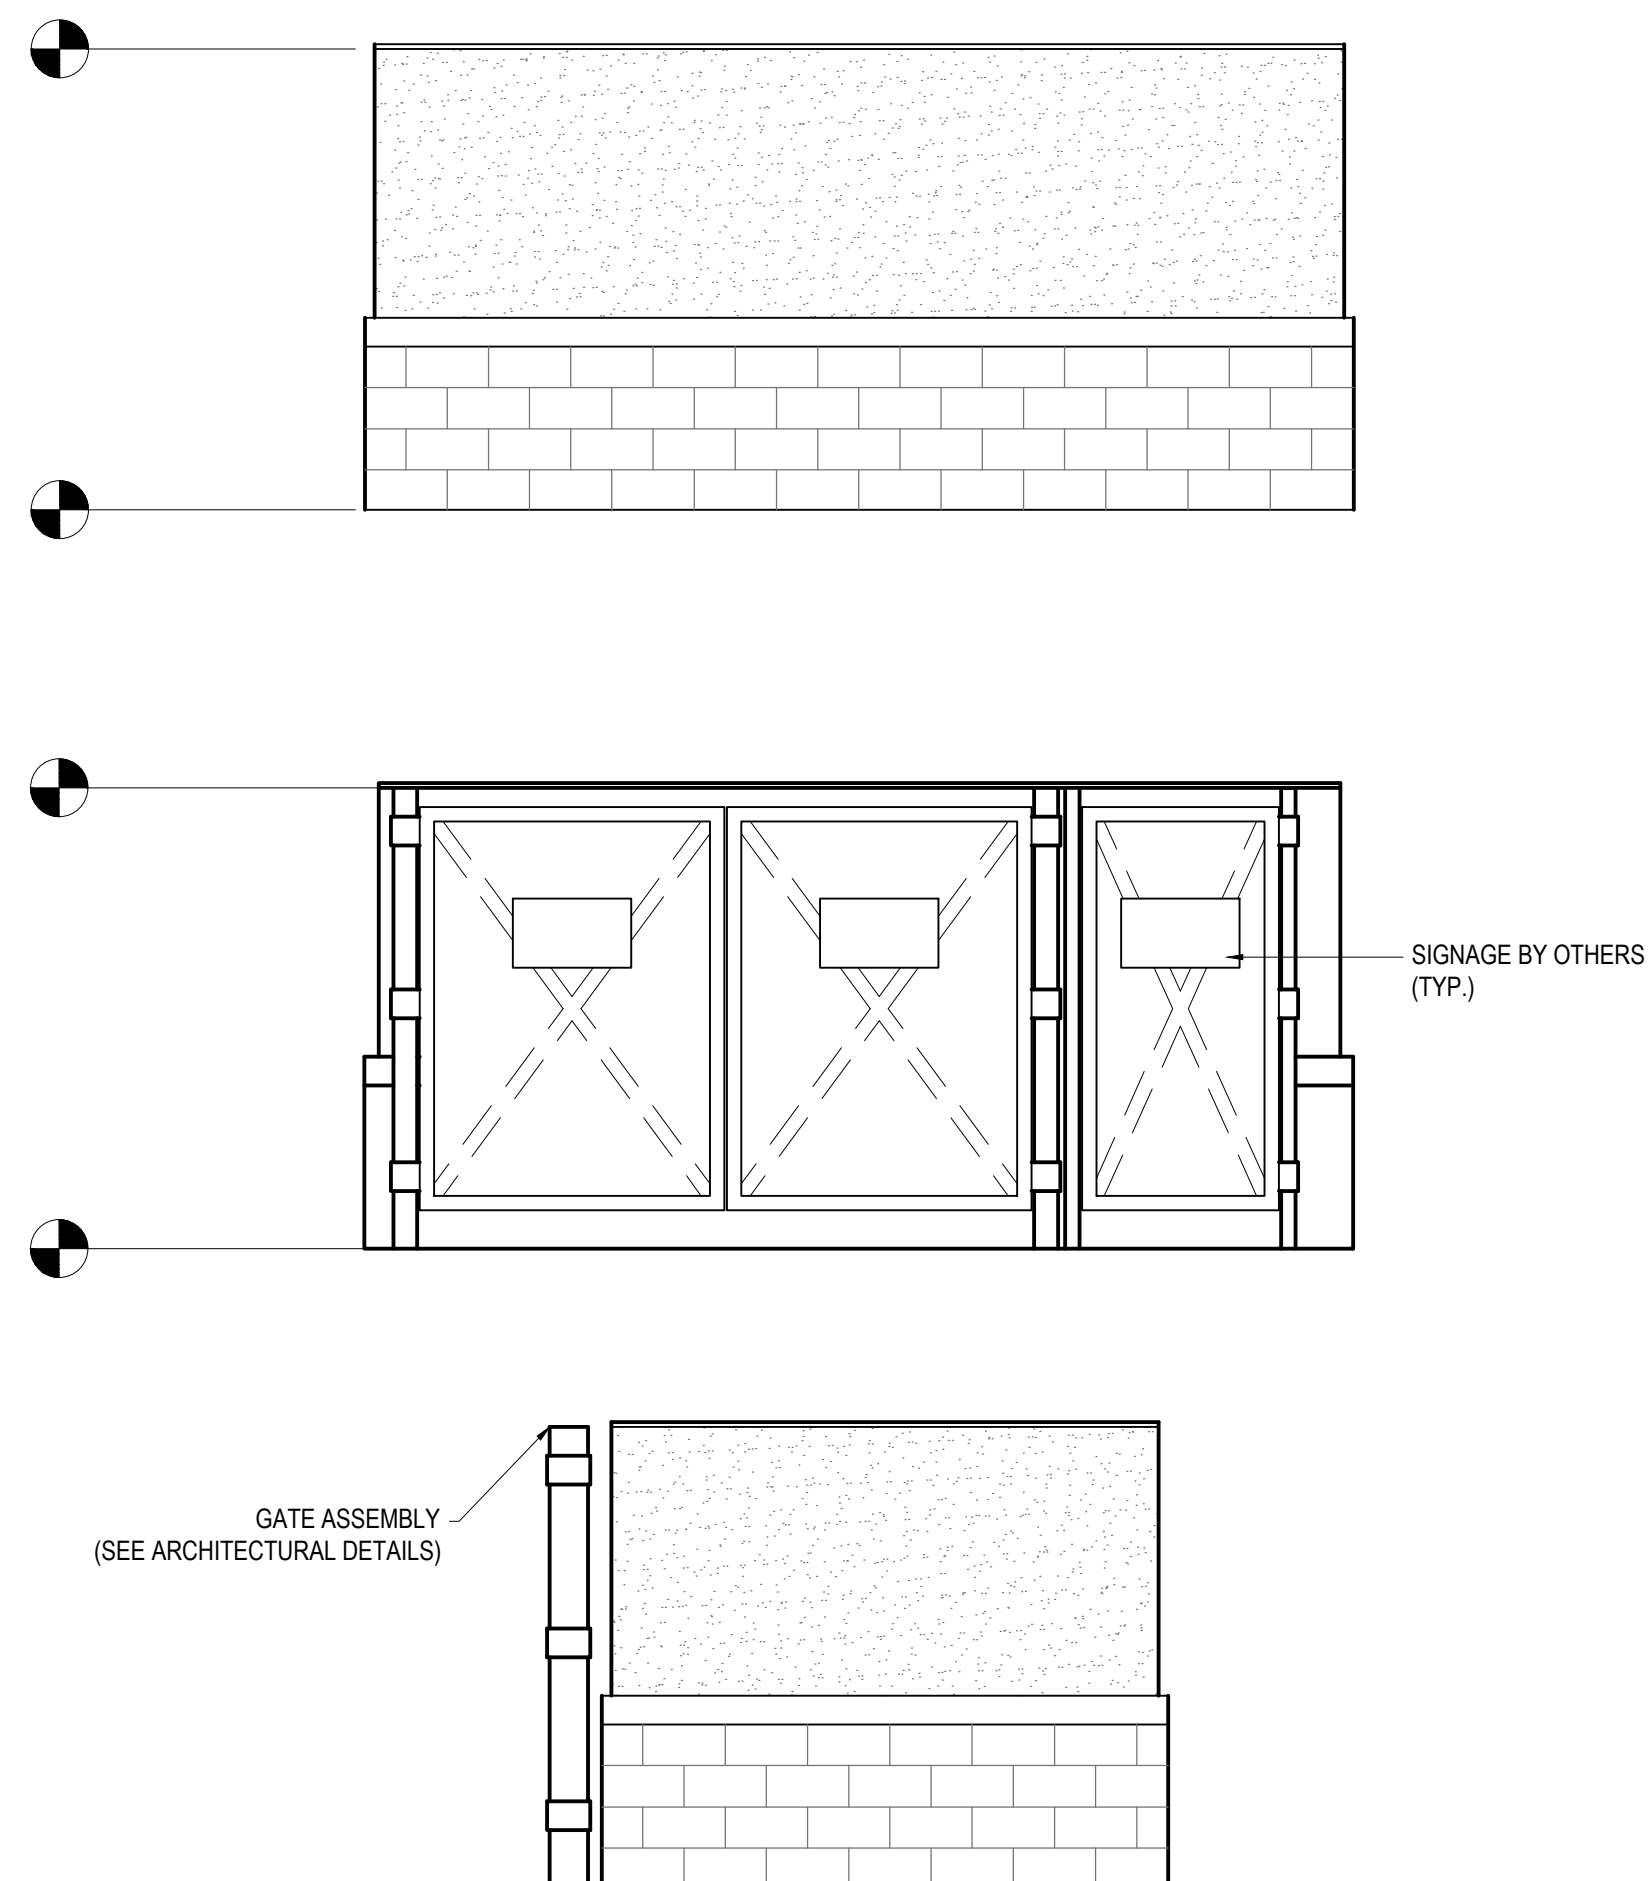 SIGNAGE BY OTHERS
(TYP.)
GATE ASSEMBLY
(SEE ARCHITECTURAL DETAILS)